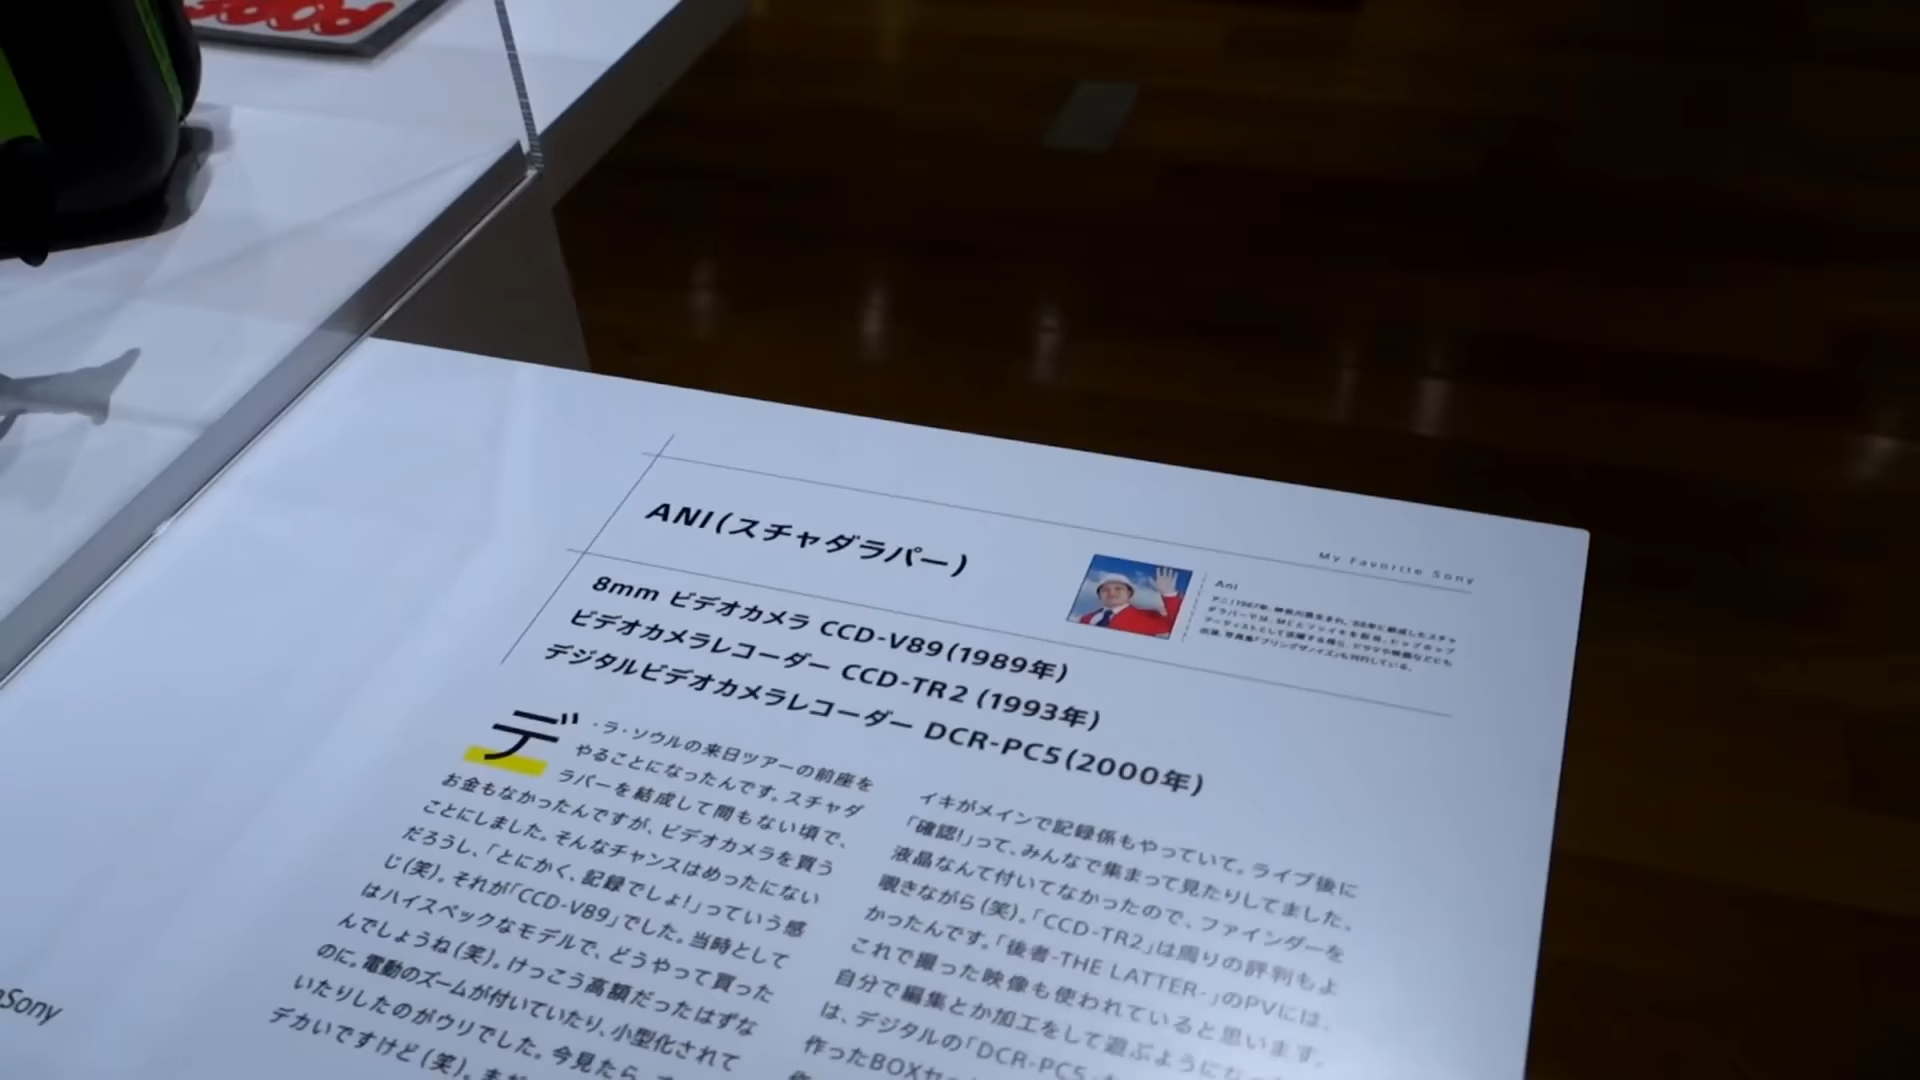 ANI(スチャダラパー)
My Favorite Sony
Ani
8mm ビデオカメラ CCD-V89(1989年)
ビデオカメラレコーダー CCD-TR2 (1993年)
デジタルビデオカメラレコーダー DCR-PC5(2000年)
デ・ラ・ソウルの来日ツアーの前座を
やることになったんです。スチャダ
ラパーを結成して間もない頃で、
お金もなかったんですが、ビデオカメラを買う
ことにしました。そんなチャンスはめったにない
だろうし、「とにかく、記録でしょ!」っていう感
じ(笑)。それが「CCD-V89」でした。当時として
はハイスペックなモデルで、どうやって買った
んでしょうね(笑)。けっこう高額だったはずな
のに。電動のズームが付いていたり、小型化されて
いたりしたのがウリでした。今見たら、
デカいですけど(笑)。まだ
イキがメインで記録係もやっていて。ライブ後に
「確認!」って、みんなで集まって見たりしてました。
液晶なんて付いてなかったので、ファインダーを
覗きながら(笑)。「CCD-TR2」は周りの評判もよ
かったんです。「後者-THE LATTER-」のPVには、
これで撮った映像も使われていると思います。
自分で編集とか加工をして遊ぶようになっ
は、デジタルの「DCR-PC5
作ったBOXセ
Sony